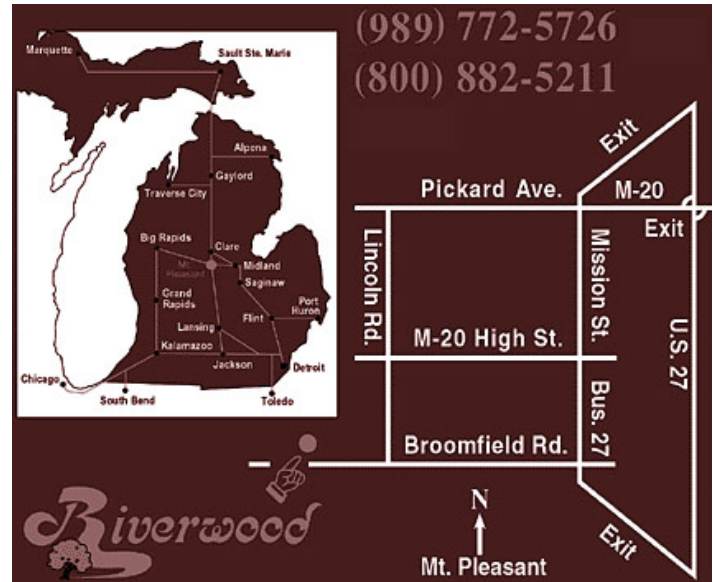 (989) 772-5726
(800) 882-5211
Marquette
Sault Ste. Marie
Alpena
Gaylord
Traverse City
Big Rapids
Clare
Mt.
Pleasant
Midland
Saginaw
Grand
Rapids
Port
Huron
Flint
Lansing
Kalamazoo
Jackson
Detroit
Chicago
South Bend
Toledo
Exit
Pickard Ave.
M-20
Exit
Lincoln Rd.
Mission St.
U.S. 27
M-20 High St.
Bus. 27
Broomfield Rd.
Exit
N
Mt. Pleasant
Riverwood